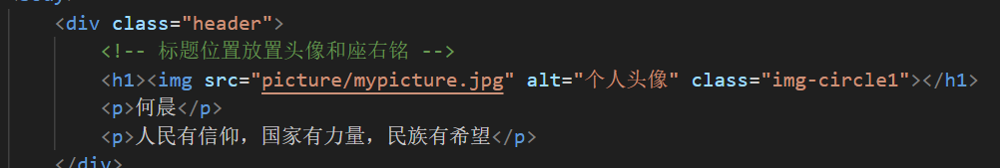 <div class="header">
<!-- 标题位置放置头像和座右铭 -->
<h1><img src="picture/mypicture.jpg" alt="个人头像" class="img-circle1"></h1>
<p>何晨</p>
<p>人民有信仰，国家有力量，民族有希望</p>
</div>